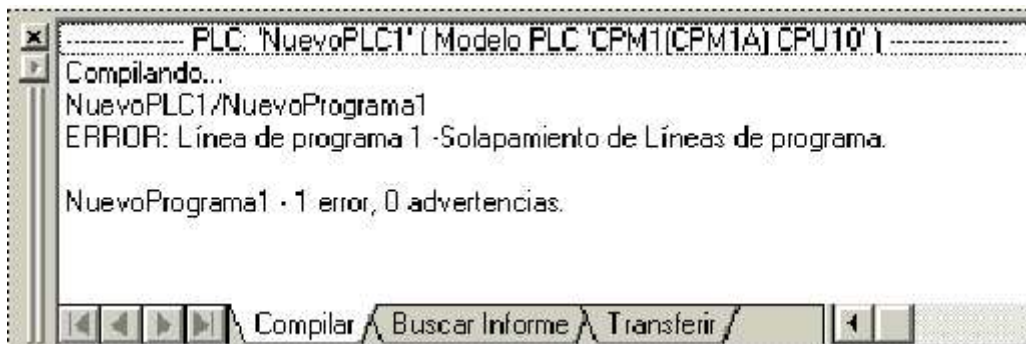 ---------------- PLC: 'NuevoPLC1' ( Modelo PLC 'CPM1(CPM1A) CPU10' ) ----------------
Compilando...
NuevoPLC1/NuevoPrograma1
ERROR: Línea de programa 1 -Solapamiento de Líneas de programa.
NuevoPrograma1 - 1 error, 0 advertencias.
Compilar Buscar Informe Transferir